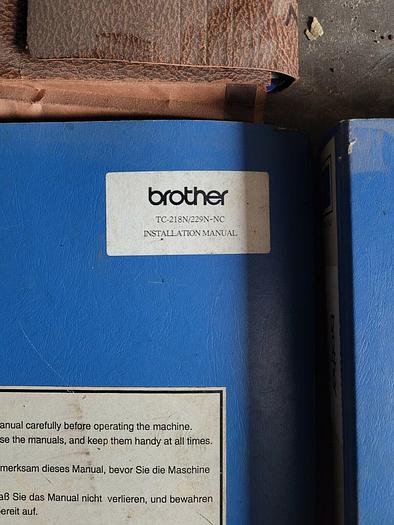 brother
TC-218N/229N-NC
INSTALLATION MANUAL
anual carefully before operating the machine.
se the manuals, and keep them handy at all times.
merksam dieses Manual, bevor Sie die Maschine
aß Sie das Manual nicht verlieren, und bewahren
ereit auf.